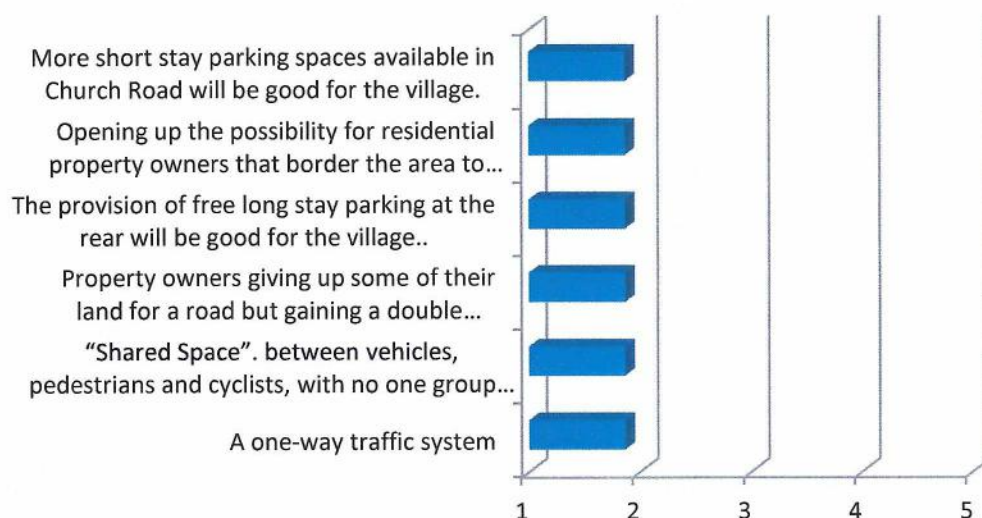 More short stay parking spaces available in
Church Road will be good for the village.
Opening up the possibility for residential
property owners that border the area to...
The provision of free long stay parking at the
rear will be good for the village..
Property owners giving up some of their
land for a road but gaining a double...
“Shared Space”. between vehicles,
pedestrians and cyclists, with no one group...
A one-way traffic system
1 2 3 4 5